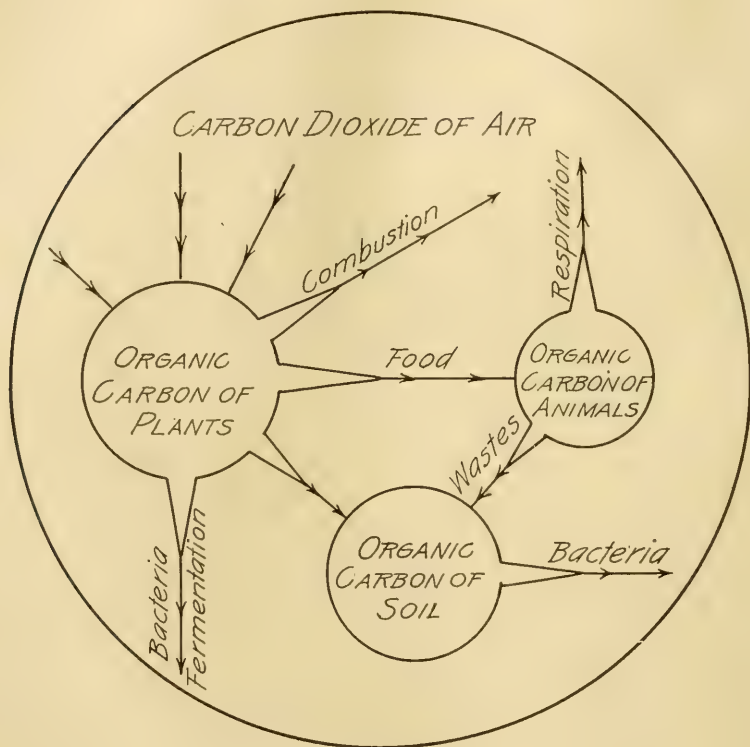 CARBON DIOXIDE OF AIR
Combustion
Respiration
ORGANIC
CARBON OF
PLANTS
Food
ORGANIC
CARBON OF
ANIMALS
Wastes
ORGANIC
CARBON OF
SOIL
Bacteria
Bacteria
Fermentation